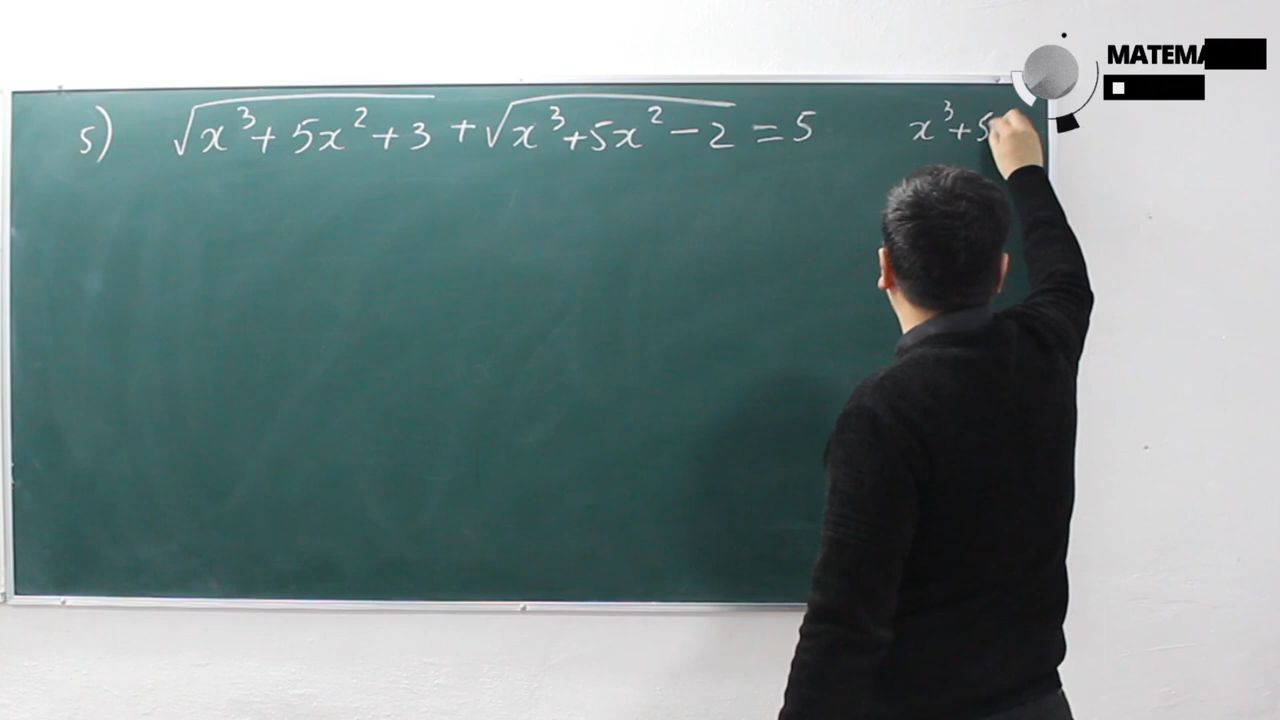 MATEMA
5) √(x³ + 5x² + 3) + √(x³ + 5x² − 2) = 5 x³ + 5